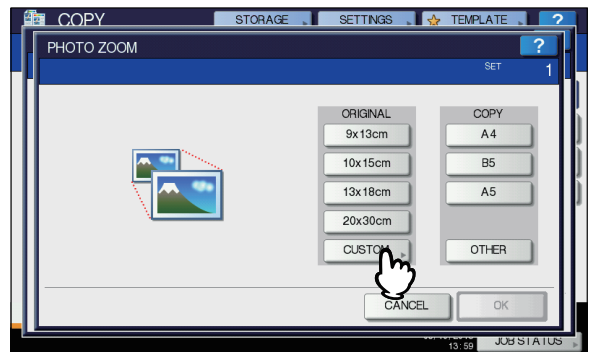 COPY STORAGE SETTINGS TEMPLATE ?
PHOTO ZOOM ?
SET 1
ORIGINAL COPY
9x13cm A4
10x15cm B5
13x18cm A5
20x30cm
CUSTOM OTHER
CANCEL OK
13:59 JOB STATUS